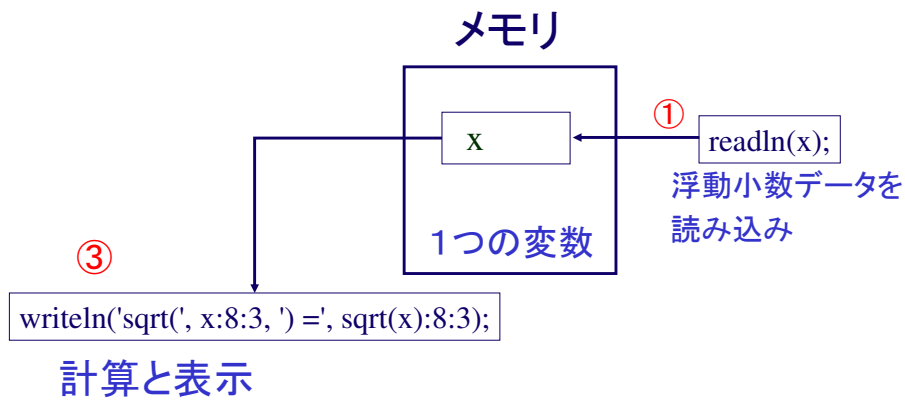 メモリ
①
x
readln(x);
浮動小数データを
読み込み
1つの変数
③
writeln('sqrt(', x:8:3, ') =', sqrt(x):8:3);
計算と表示